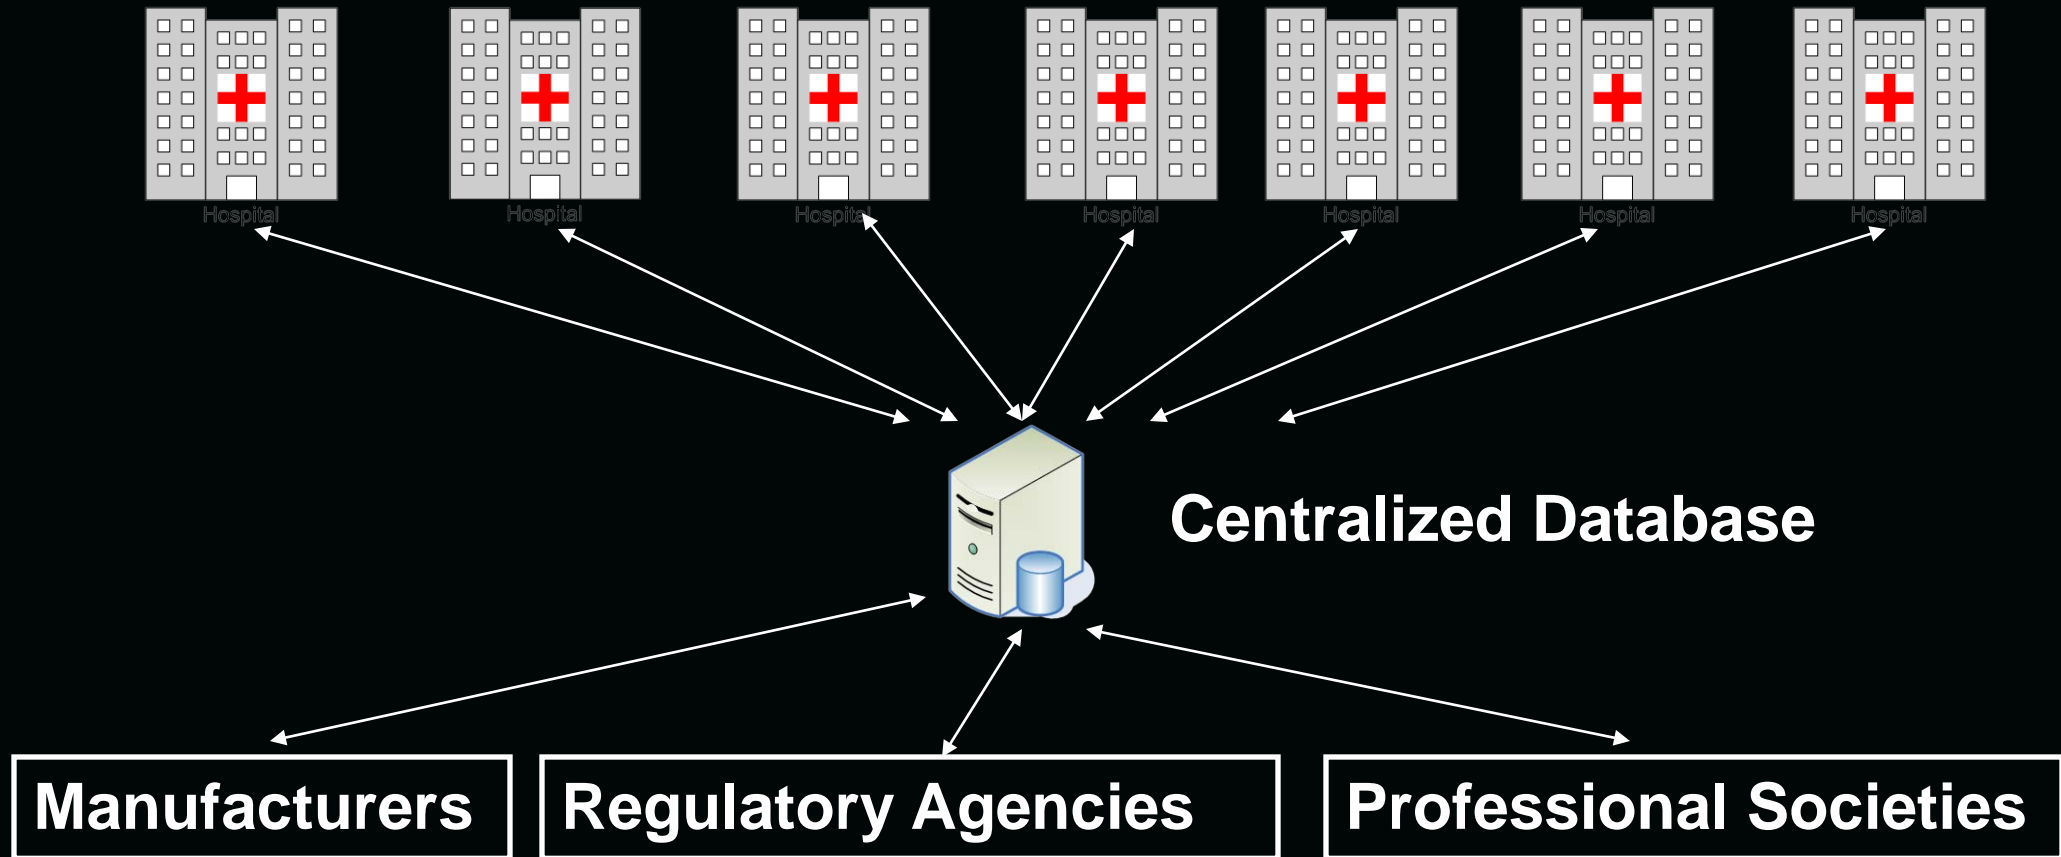 Hospital
Hospital
Hospital
Hospital
Hospital
Hospital
Hospital
Centralized Database
Manufacturers
Regulatory Agencies
Professional Societies